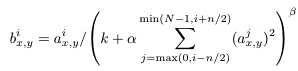 b^i_{x,y} = a^i_{x,y} / \left( k + \alpha \sum_{j=\max(0,i-n/2)}^{\min(N-1,i+n/2)} (a^j_{x,y})^2 \right)^\beta